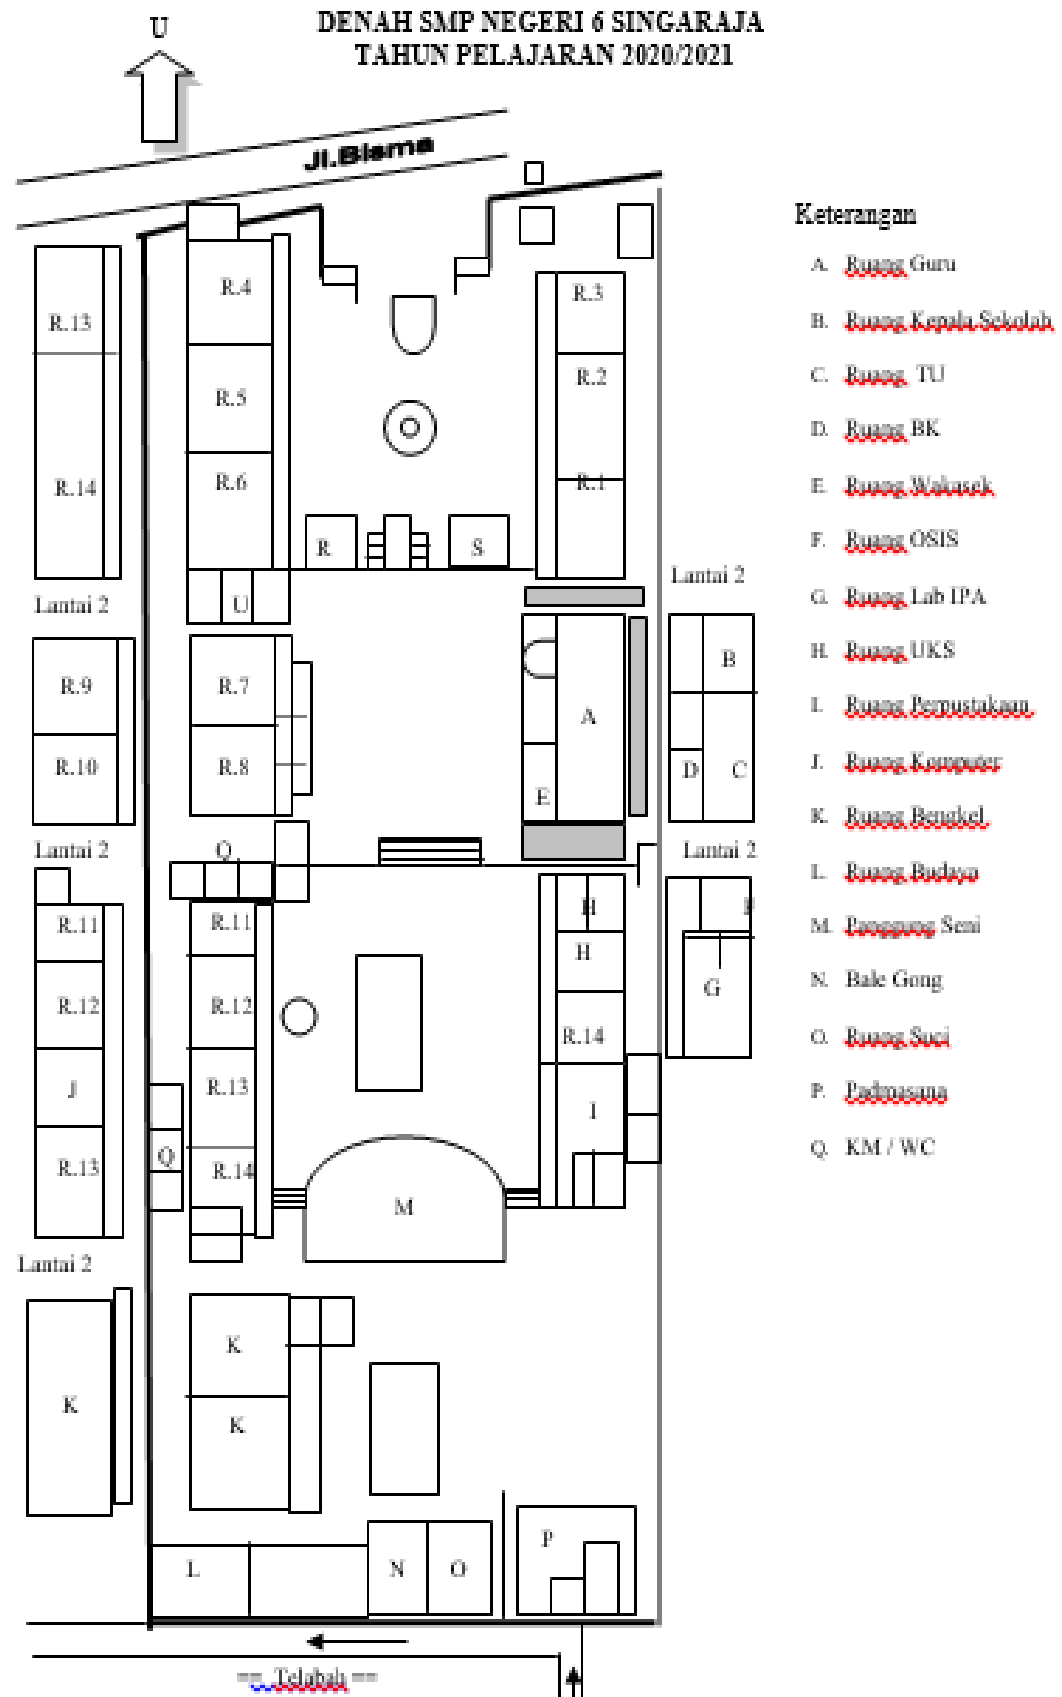 DENAH SMP NEGERI 6 SINGARAJA
TAHUN PELAJARAN 2020/2021
U
Jl.Bisma
Keterangan
A. Ruang Guru
B. Ruang Kepala Sekolah
C. Ruang TU
D. Ruang BK
E. Ruang Wakasek
F. Ruang OSIS
G. Ruang Lab IPA
H. Ruang UKS
I. Ruang Perpustakaan
J. Ruang Komputer
K. Ruang Bengkel
L. Ruang Budaya
M. Panggung Seni
N. Bale Gong
O. Ruang Suci
P. Padmasana
Q. KM / WC
R.13
R.14
Lantai 2
R.4
R.5
R.6
R.3
R.2
R.1
R
S
U
Lantai 2
R.9
R.10
Lantai 2
R.7
R.8
A
E
B
D
C
Lantai 2
Q
R.11
R.12
J
R.13
Lantai 2
R.11
R.12
R.13
R.14
Q
H
H
R.14
I
G
M
K
K
K
L
N
O
P
== Telabah ==